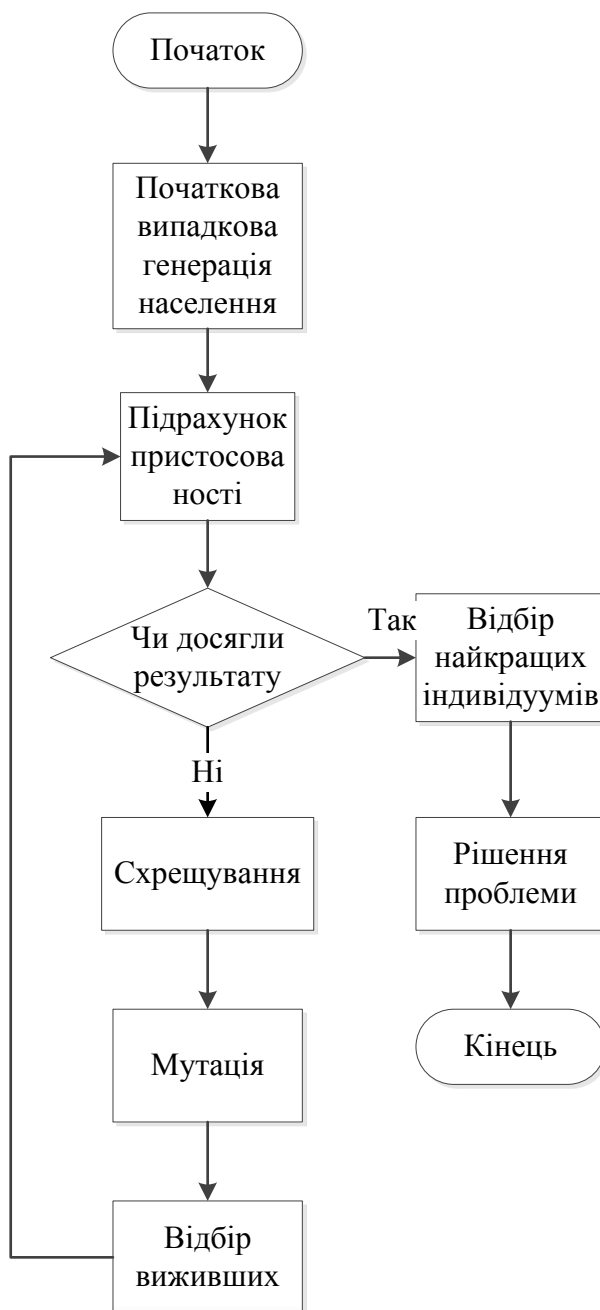 Початок
Початкова
випадкова
генерація
населення
Підрахунок
пристосова
ності
Чи досягли
результату
Так
Відбір
найкращих
індивідуумів
Ні
Схрещування
Рішення
проблеми
Мутація
Кінець
Відбір
виживших